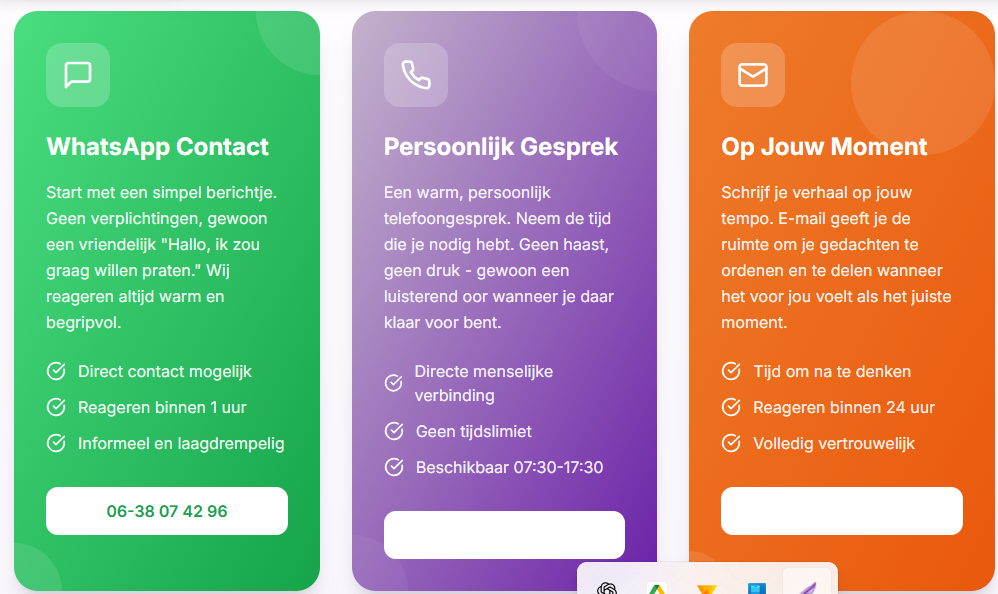 WhatsApp Contact
Start met een simpel berichtje.
Geen verplichtingen, gewoon
een vriendelijk "Hallo, ik zou
graag willen praten." Wij
reageren altijd warm en
begripvol.
Direct contact mogelijk
Reageren binnen 1 uur
Informeel en laagdrempelig
06-38 07 42 96
Persoonlijk Gesprek
Een warm, persoonlijk
telefoongesprek. Neem de tijd
die je nodig hebt. Geen haast,
geen druk - gewoon een
luisterend oor wanneer je daar
klaar voor bent.
Directe menselijke
verbinding
Geen tijdslimiet
Beschikbaar 07:30-17:30
Op Jouw Moment
Schrijf je verhaal op jouw
tempo. E-mail geeft je de
ruimte om je gedachten te
ordenen en te delen wanneer
het voor jou voelt als het juiste
moment.
Tijd om na te denken
Reageren binnen 24 uur
Volledig vertrouwelijk